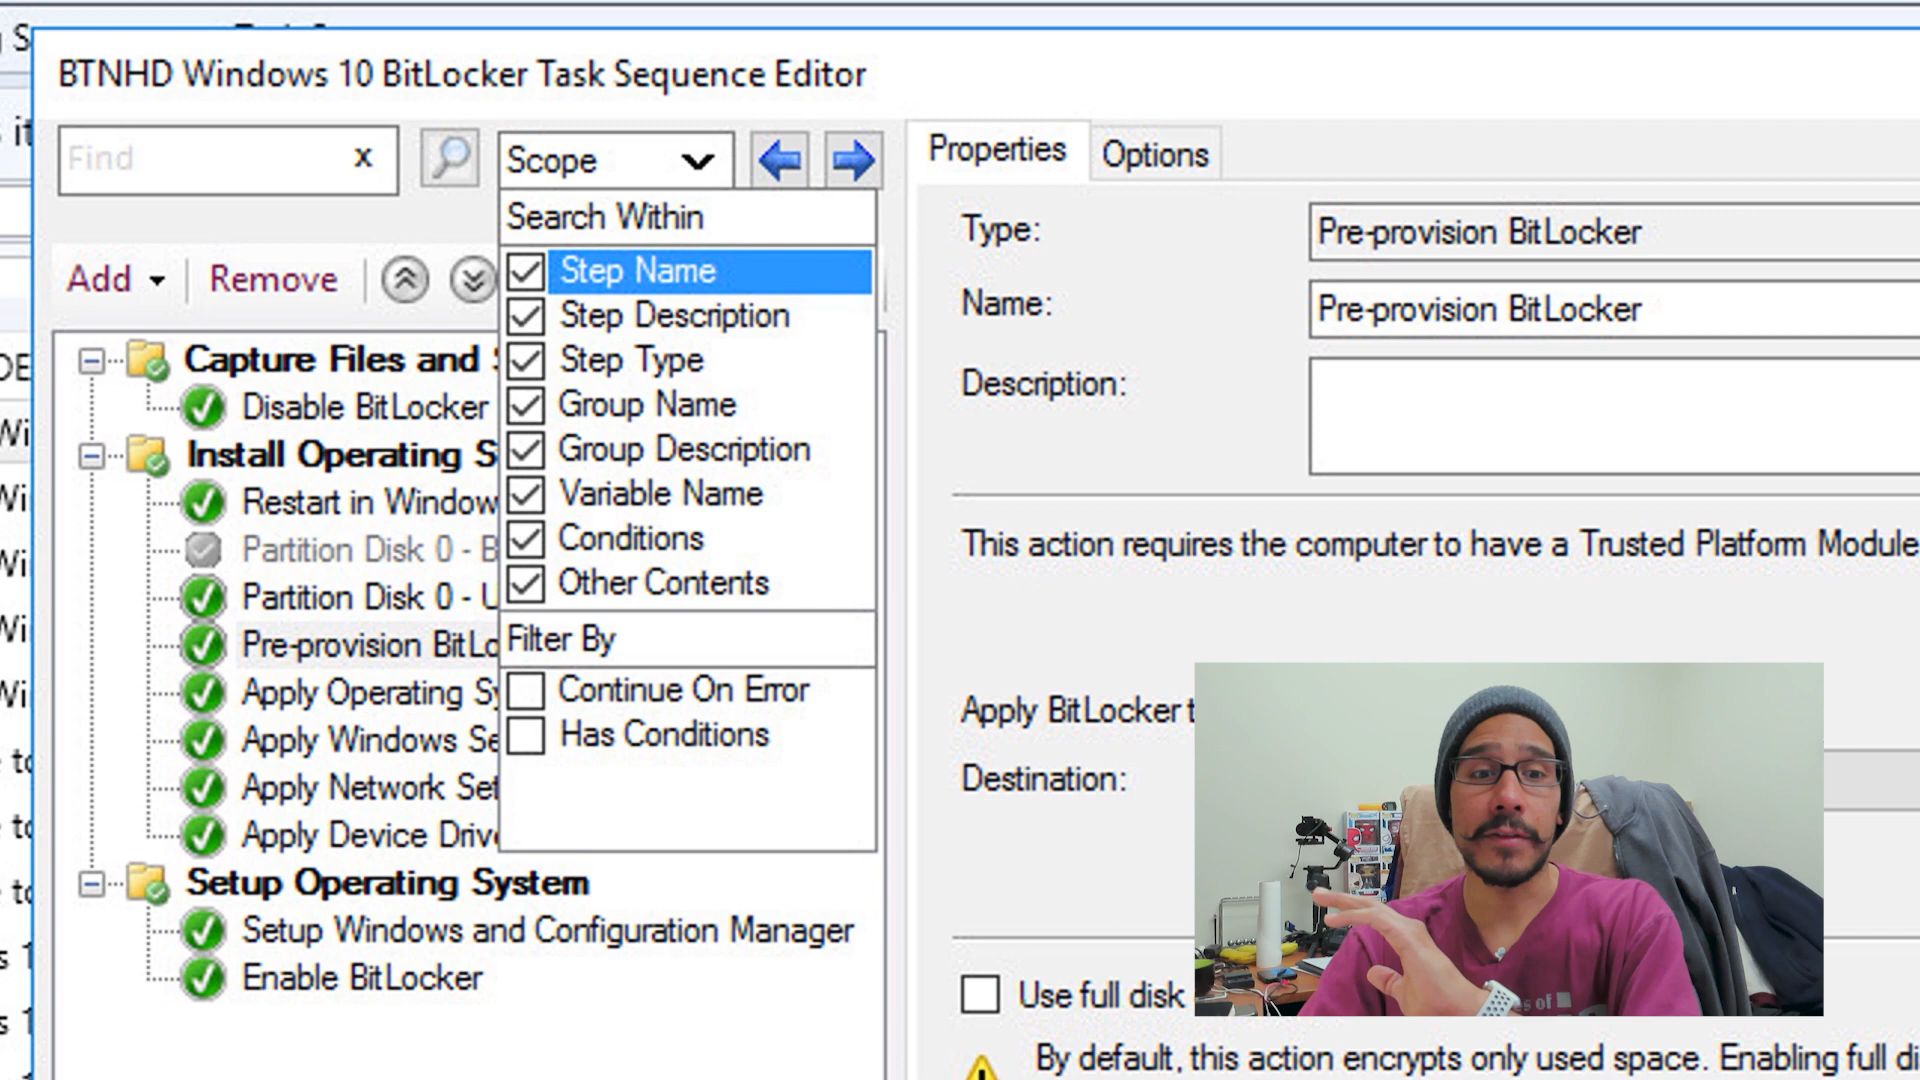 BTNHD Windows 10 BitLocker Task Sequence Editor
Find
x
Scope
Properties
Options
Search Within
Add
Remove
Step Name
Step Description
Step Type
Group Name
Group Description
Variable Name
Conditions
Other Contents
Filter By
Continue On Error
Has Conditions
Capture Files and
Disable BitLocker
Install Operating S
Restart in Window
Partition Disk 0 - B
Partition Disk 0 - U
Pre-provision BitLo
Apply Operating Sy
Apply Windows Se
Apply Network Set
Apply Device Drive
Setup Operating System
Setup Windows and Configuration Manager
Enable BitLocker
Type:
Pre-provision BitLocker
Name:
Pre-provision BitLocker
Description:
This action requires the computer to have a Trusted Platform Module
Apply BitLocker t
Destination:
Use full disk
By default, this action encrypts only used space. Enabling full di